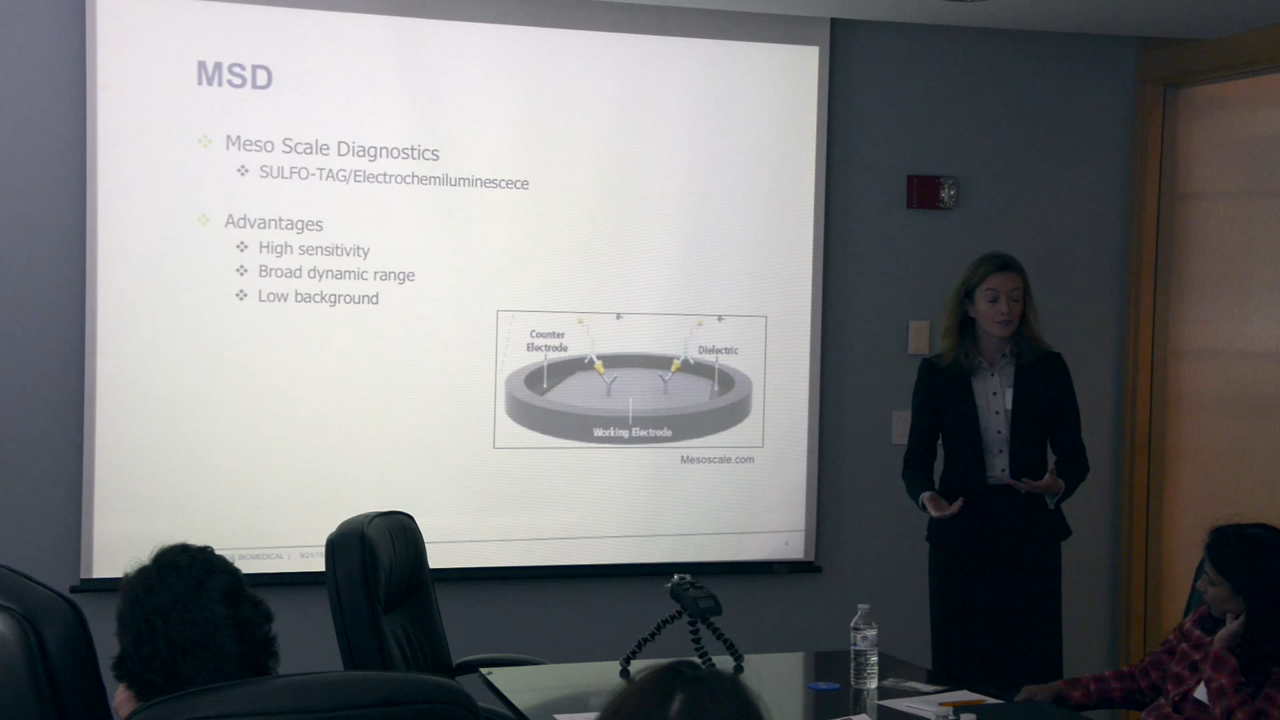 MSD
Meso Scale Diagnostics
SULFO-TAG/Electrochemiluminescece
Advantages
High sensitivity
Broad dynamic range
Low background
Counter
Electrode
Dielectric
Working Electrode
Mesoscale.com
BIOMEDICAL |